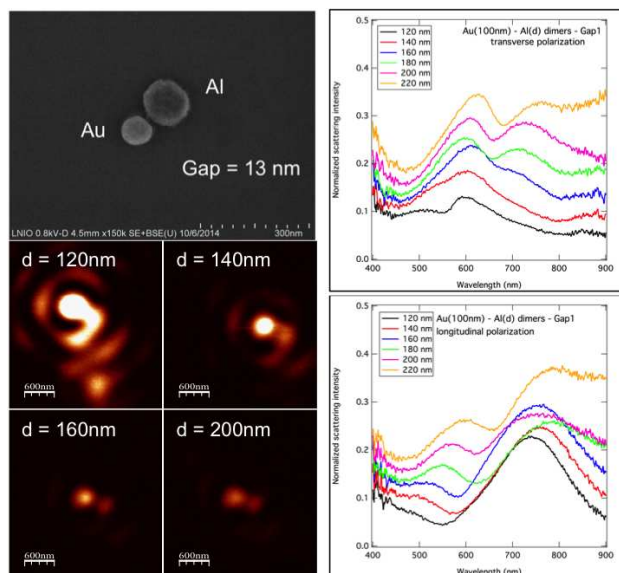 Al
Au
Gap = 13 nm
LNIO 0.8kV-D 4.5mm x150k SE+BSE(U) 10/6/2014
300nm
d = 120nm
d = 140nm
600nm
600nm
d = 160nm
d = 200nm
600nm
600nm
Au(100nm) - Al(d) dimers - Gap1
transverse polarization
120 nm
140 nm
160 nm
180 nm
200 nm
220 nm
Normalized scattering intensity
0.5
0.4
0.3
0.2
0.1
0.0
400
500
600
700
800
900
Wavelength (nm)
Au(100nm) - Al(d) dimers - Gap1
longitudinal polarization
120 nm
140 nm
160 nm
180 nm
200 nm
220 nm
Normalized scattering intensity
0.5
0.4
0.3
0.2
0.1
0.0
400
500
600
700
800
900
Wavelength (nm)